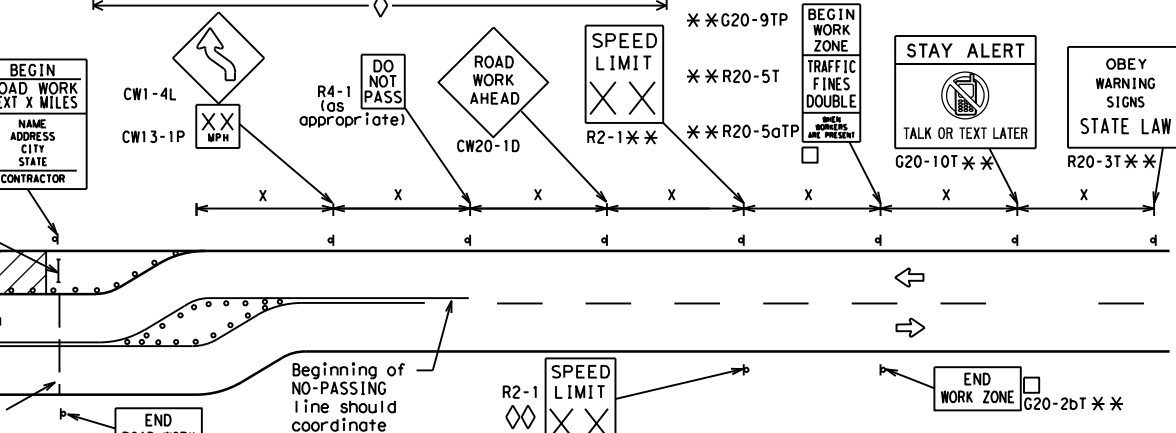 BEGIN
ROAD WORK
NEXT X MILES
NAME
ADDRESS
CITY
STATE
CONTRACTOR
CW1-4L
CW13-1P
X X
MPH
R4-1
(as
appropriate)
DO
NOT
PASS
ROAD
WORK
AHEAD
CW20-1D
SPEED
LIMIT
X X
R2-1 ✳✳
✳✳ G20-9TP
✳✳ R20-5T
✳✳ R20-5aTP
BEGIN
WORK
ZONE
TRAFFIC
FINES
DOUBLE
WHEN
WORKERS
ARE PRESENT
STAY ALERT
TALK OR TEXT LATER
G20-10T ✳✳
OBEY
WARNING
SIGNS
STATE LAW
R20-3T ✳✳
X X X X X X X
Beginning of
NO-PASSING
line should
coordinate
R2-1
SPEED
LIMIT
X X
END
WORK ZONE
G20-2bT ✳✳
END
ROAD WORK